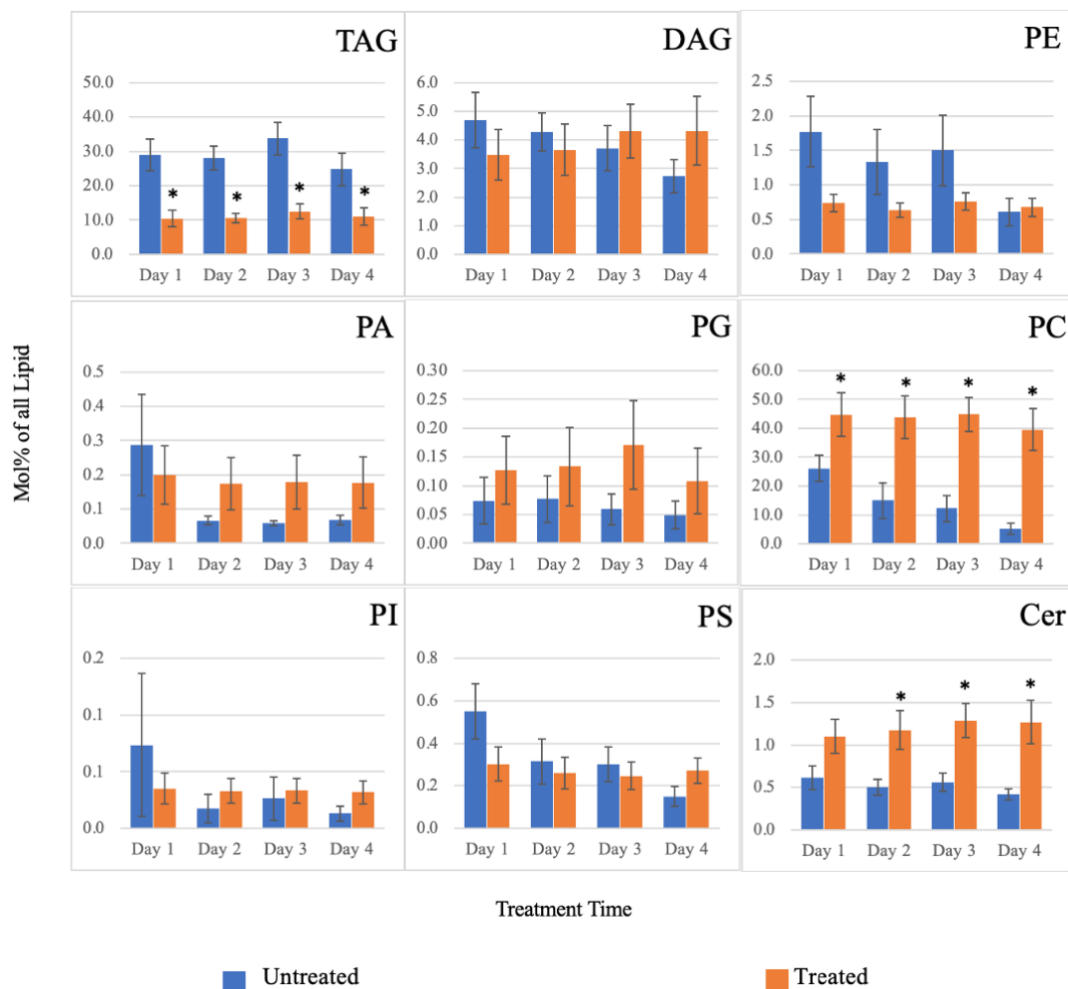 TAG
50.0
40.0
30.0
20.0
10.0
0.0
* * * *
Day 1 Day 2 Day 3 Day 4
DAG
6.0
5.0
4.0
3.0
2.0
1.0
0.0
Day 1 Day 2 Day 3 Day 4
PE
2.5
2.0
1.5
1.0
0.5
0.0
Day 1 Day 2 Day 3 Day 4
Mol% of all Lipid
PA
0.5
0.4
0.3
0.2
0.1
0.0
Day 1 Day 2 Day 3 Day 4
PG
0.30
0.25
0.20
0.15
0.10
0.05
0.00
Day 1 Day 2 Day 3 Day 4
PC
60.0
50.0
40.0
30.0
20.0
10.0
0.0
* * * *
Day 1 Day 2 Day 3 Day 4
PI
0.2
0.1
0.1
0.0
Day 1 Day 2 Day 3 Day 4
PS
0.8
0.6
0.4
0.2
0.0
Day 1 Day 2 Day 3 Day 4
Cer
2.0
1.5
1.0
0.5
0.0
* * *
Day 1 Day 2 Day 3 Day 4
Treatment Time
Untreated Treated